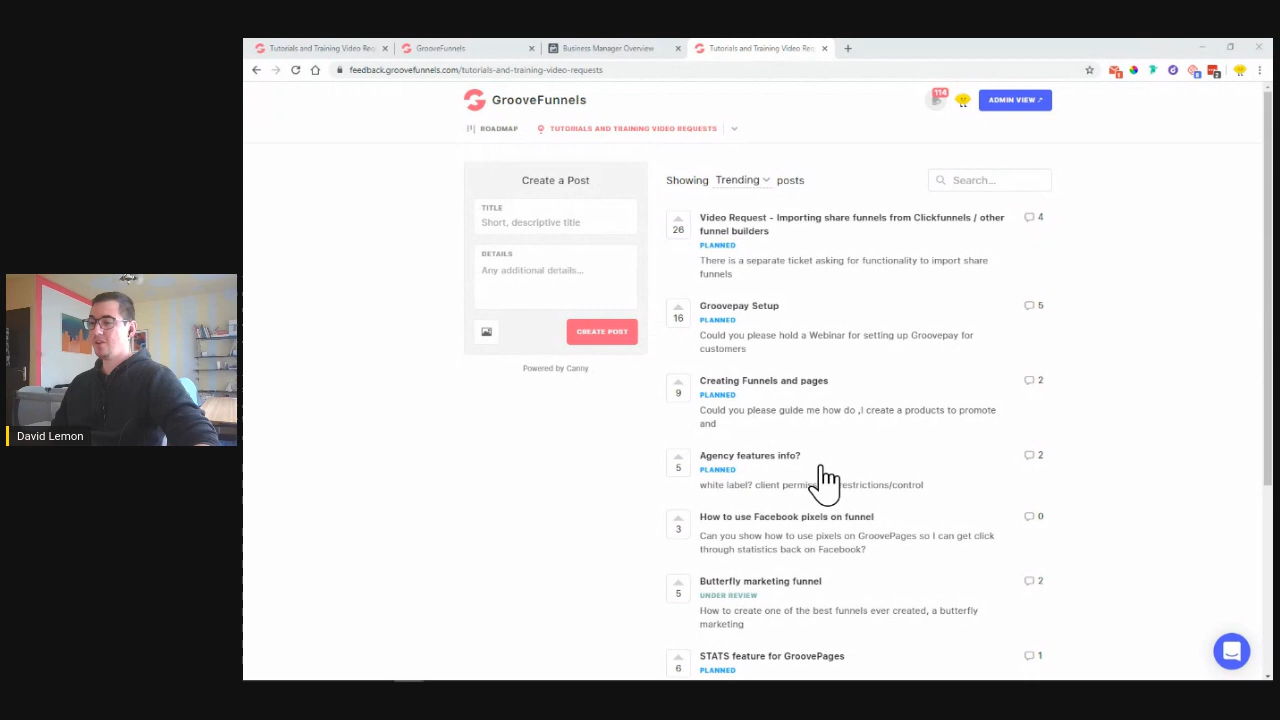 Tutorials and Training Video Req
GrooveFunnels
Business Manager Overview
Tutorials and Training Video Req
feedback.groovefunnels.com/tutorials-and-training-video-requests
GrooveFunnels
114
ADMIN VIEW ↗
ROADMAP
TUTORIALS AND TRAINING VIDEO REQUESTS
Create a Post
TITLE
Short, descriptive title
DETAILS
Any additional details...
CREATE POST
Powered by Canny
Showing Trending posts
Search...
26
Video Request - Importing share funnels from Clickfunnels / other
funnel builders
4
PLANNED
There is a separate ticket asking for functionality to import share
funnels
16
Groovepay Setup
5
PLANNED
Could you please hold a Webinar for setting up Groovepay for
customers
9
Creating Funnels and pages
2
PLANNED
Could you please guide me how do ,I create a products to promote
and
5
Agency features info?
2
PLANNED
white label? client restrictions/control
3
How to use Facebook pixels on funnel
0
Can you show how to use pixels on GroovePages so I can get click
through statistics back on Facebook?
5
Butterfly marketing funnel
2
UNDER REVIEW
How to create one of the best funnels ever created, a butterfly
marketing
6
STATS feature for GroovePages
1
PLANNED
David Lemon